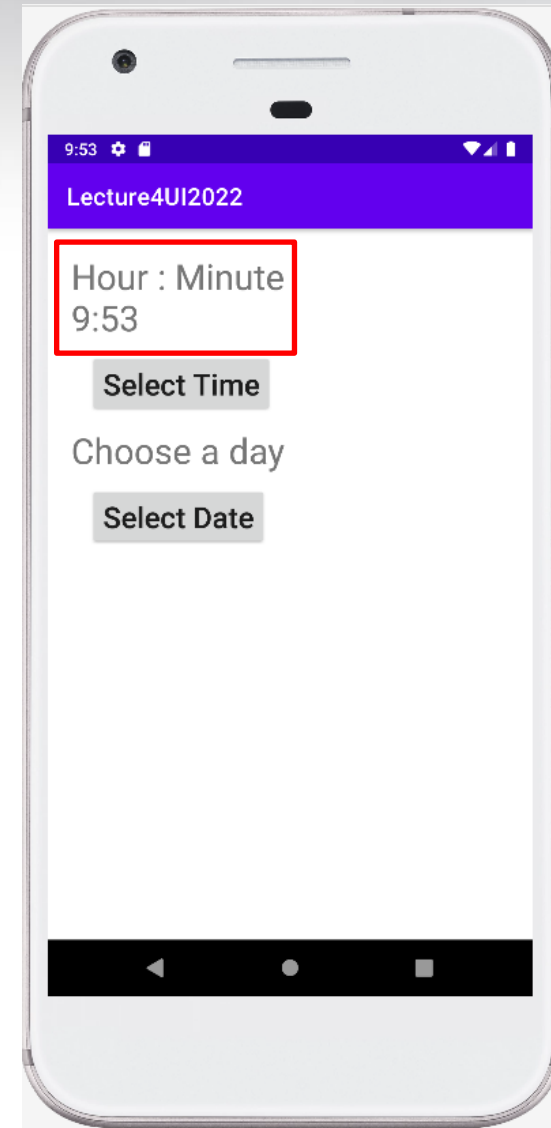 9:53
Lecture4UI2022
Hour : Minute
9:53
Select Time
Choose a day
Select Date